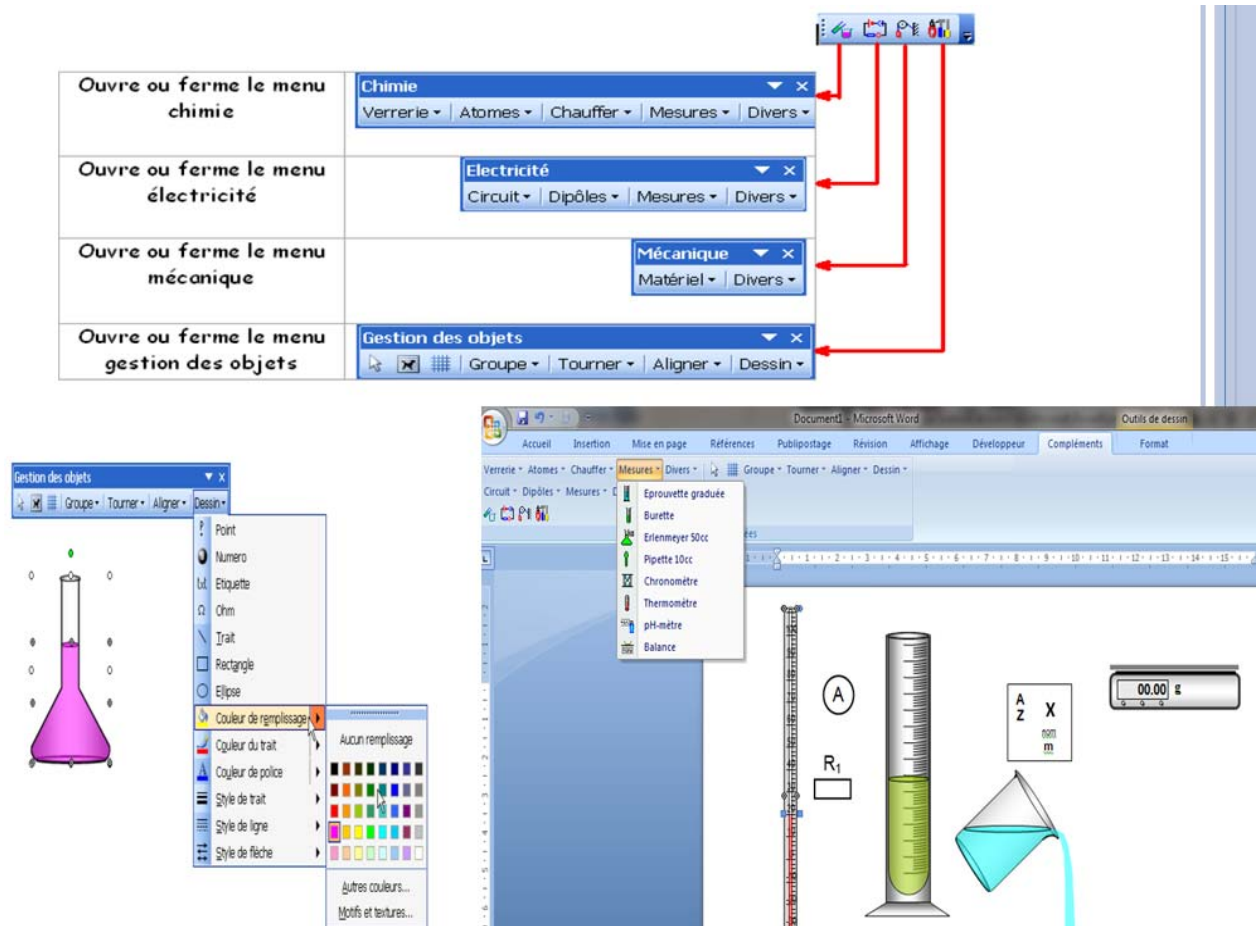 Ouvre ou ferme le menu
chimie
Chimie
Verrerie Atomes Chauffer Mesures Divers
Ouvre ou ferme le menu
électricité
Electricité
Circuit Dipôles Mesures Divers
Ouvre ou ferme le menu
mécanique
Mécanique
Matériel Divers
Ouvre ou ferme le menu
gestion des objets
Gestion des objets
Groupe Tourner Aligner Dessin
Gestion des objets
Groupe Tourner Aligner Dessin
Point
Numero
Etiquette
Ohm
Trait
Rectangle
Ellipse
Couleur de remplissage
Couleur du trait
Couleur de police
Style de trait
Style de ligne
Style de flèche
Aucun remplissage
Autres couleurs...
Motifs et textures...
Document1 - Microsoft Word
Outils de dessin
Accueil Insertion Mise en page Références Publipostage Révision Affichage Développeur Compléments Format
Verrerie Atomes Chauffer Mesures Divers Groupe Tourner Aligner Dessin
Circuit Dipôles Mesures
Eprouvette graduée
Burette
Erlenmeyer 50cc
Pipette 10cc
Chronomètre
Thermomètre
pH-mètre
Balance
A
R₁
A
Z
X
nom
m
00.00 g